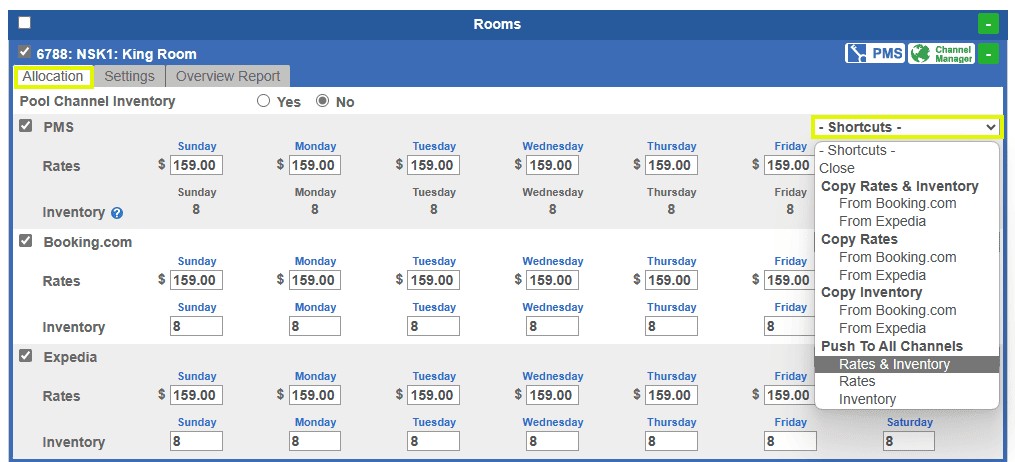 Rooms
-
6788: NSK1: King Room
PMS
Channel
Manager
-
Allocation Settings Overview Report
Pool Channel Inventory Yes No
PMS
- Shortcuts -
Sunday Monday Tuesday Wednesday Thursday Friday
Rates $ 159.00 $ 159.00 $ 159.00 $ 159.00 $ 159.00 $ 159.00
Sunday Monday Tuesday Wednesday Thursday Friday
Inventory ? 8 8 8 8 8 8
- Shortcuts -
Close
Copy Rates & Inventory
From Booking.com
From Expedia
Copy Rates
From Booking.com
From Expedia
Copy Inventory
From Booking.com
From Expedia
Push To All Channels
Rates & Inventory
Rates
Inventory
Booking.com
Sunday Monday Tuesday Wednesday Thursday Friday
Rates $ 159.00 $ 159.00 $ 159.00 $ 159.00 $ 159.00 $ 159.00
Sunday Monday Tuesday Wednesday Thursday Friday
Inventory 8 8 8 8 8 8
Expedia
Sunday Monday Tuesday Wednesday Thursday Friday
Rates $ 159.00 $ 159.00 $ 159.00 $ 159.00 $ 159.00 $ 159.00
Sunday Monday Tuesday Wednesday Thursday Friday Saturday
Inventory 8 8 8 8 8 8 8